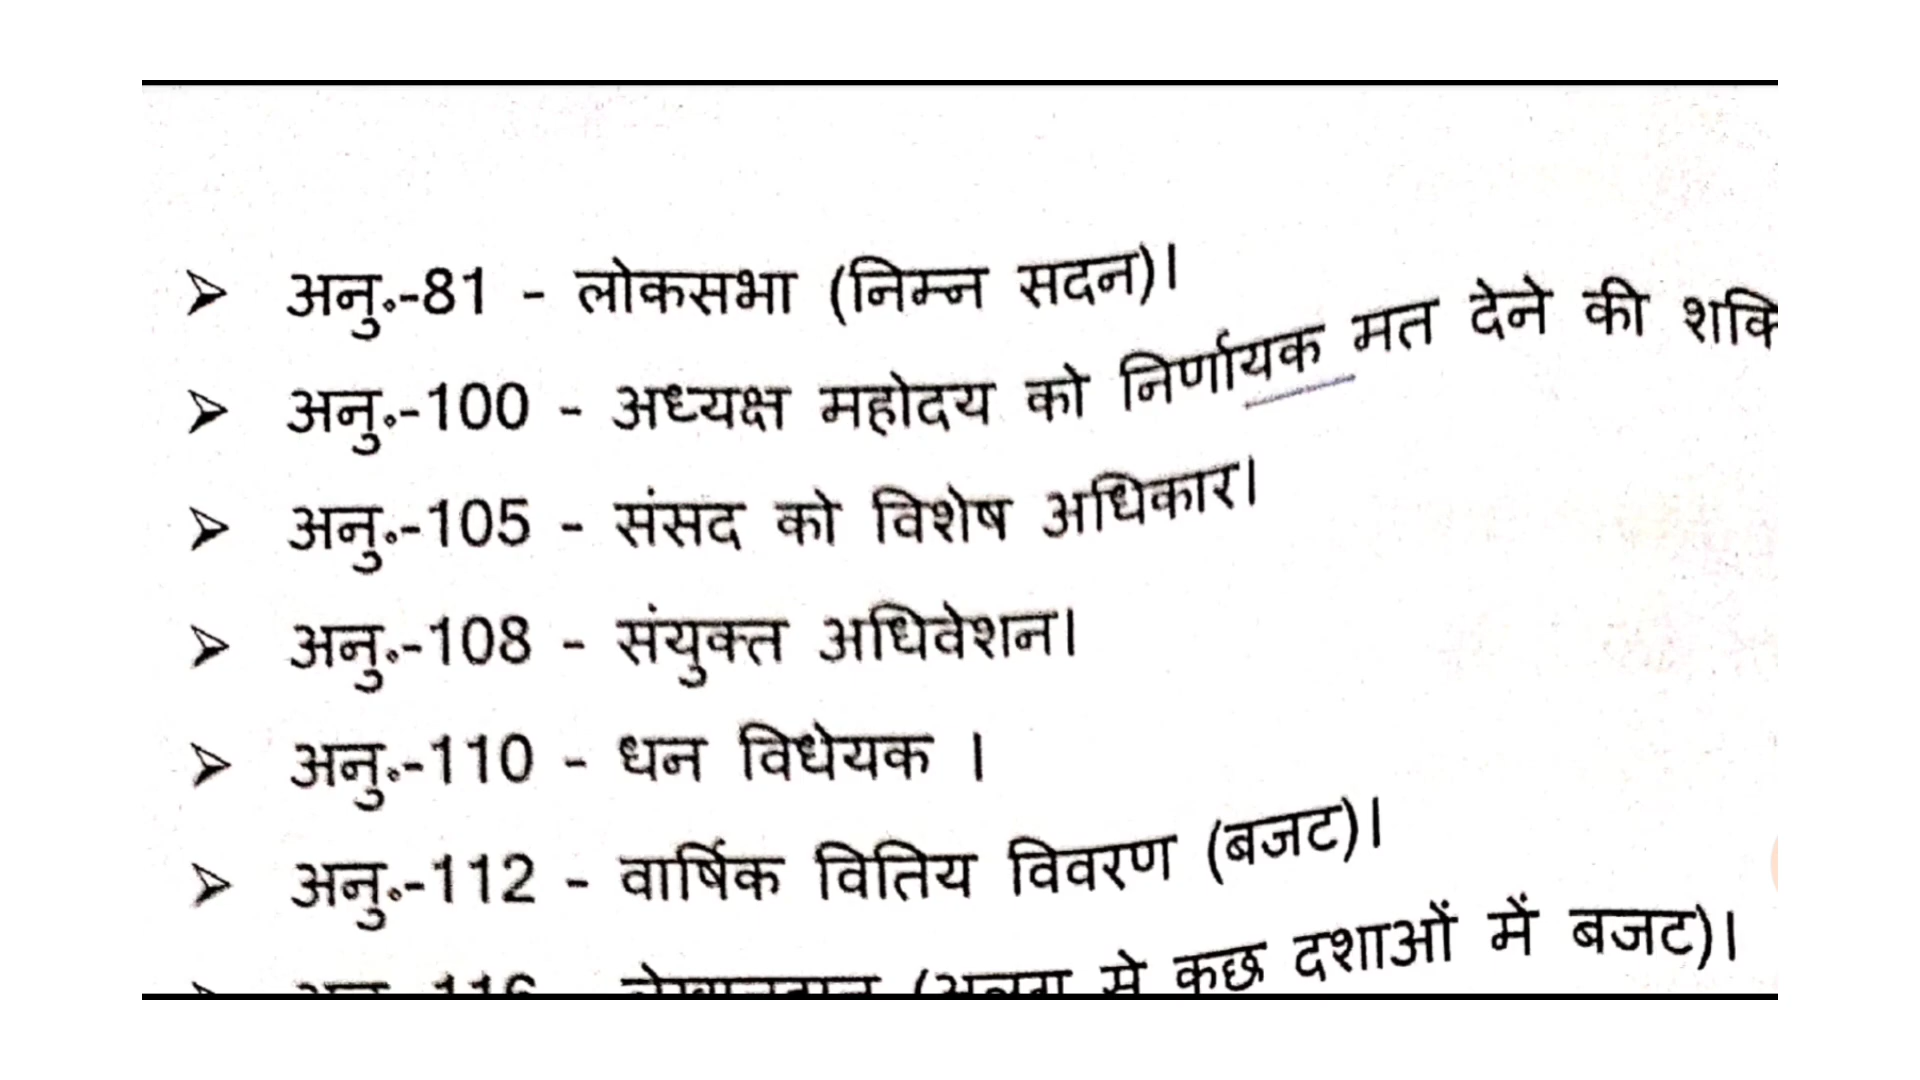 ➢ अनु॰-81 - लोकसभा (निम्न सदन)।
➢ अनु॰-100 - अध्यक्ष महोदय को निर्णायक मत देने की
➢ अनु॰-105 - संसद को विशेष अधिकार।
➢ अनु॰-108 - संयुक्त अधिवेशन।
➢ अनु॰-110 - धन विधेयक ।
➢ अनु॰-112 - वार्षिक वितिय विवरण (बजट)।
से कुछ दशाओं में बजट)।